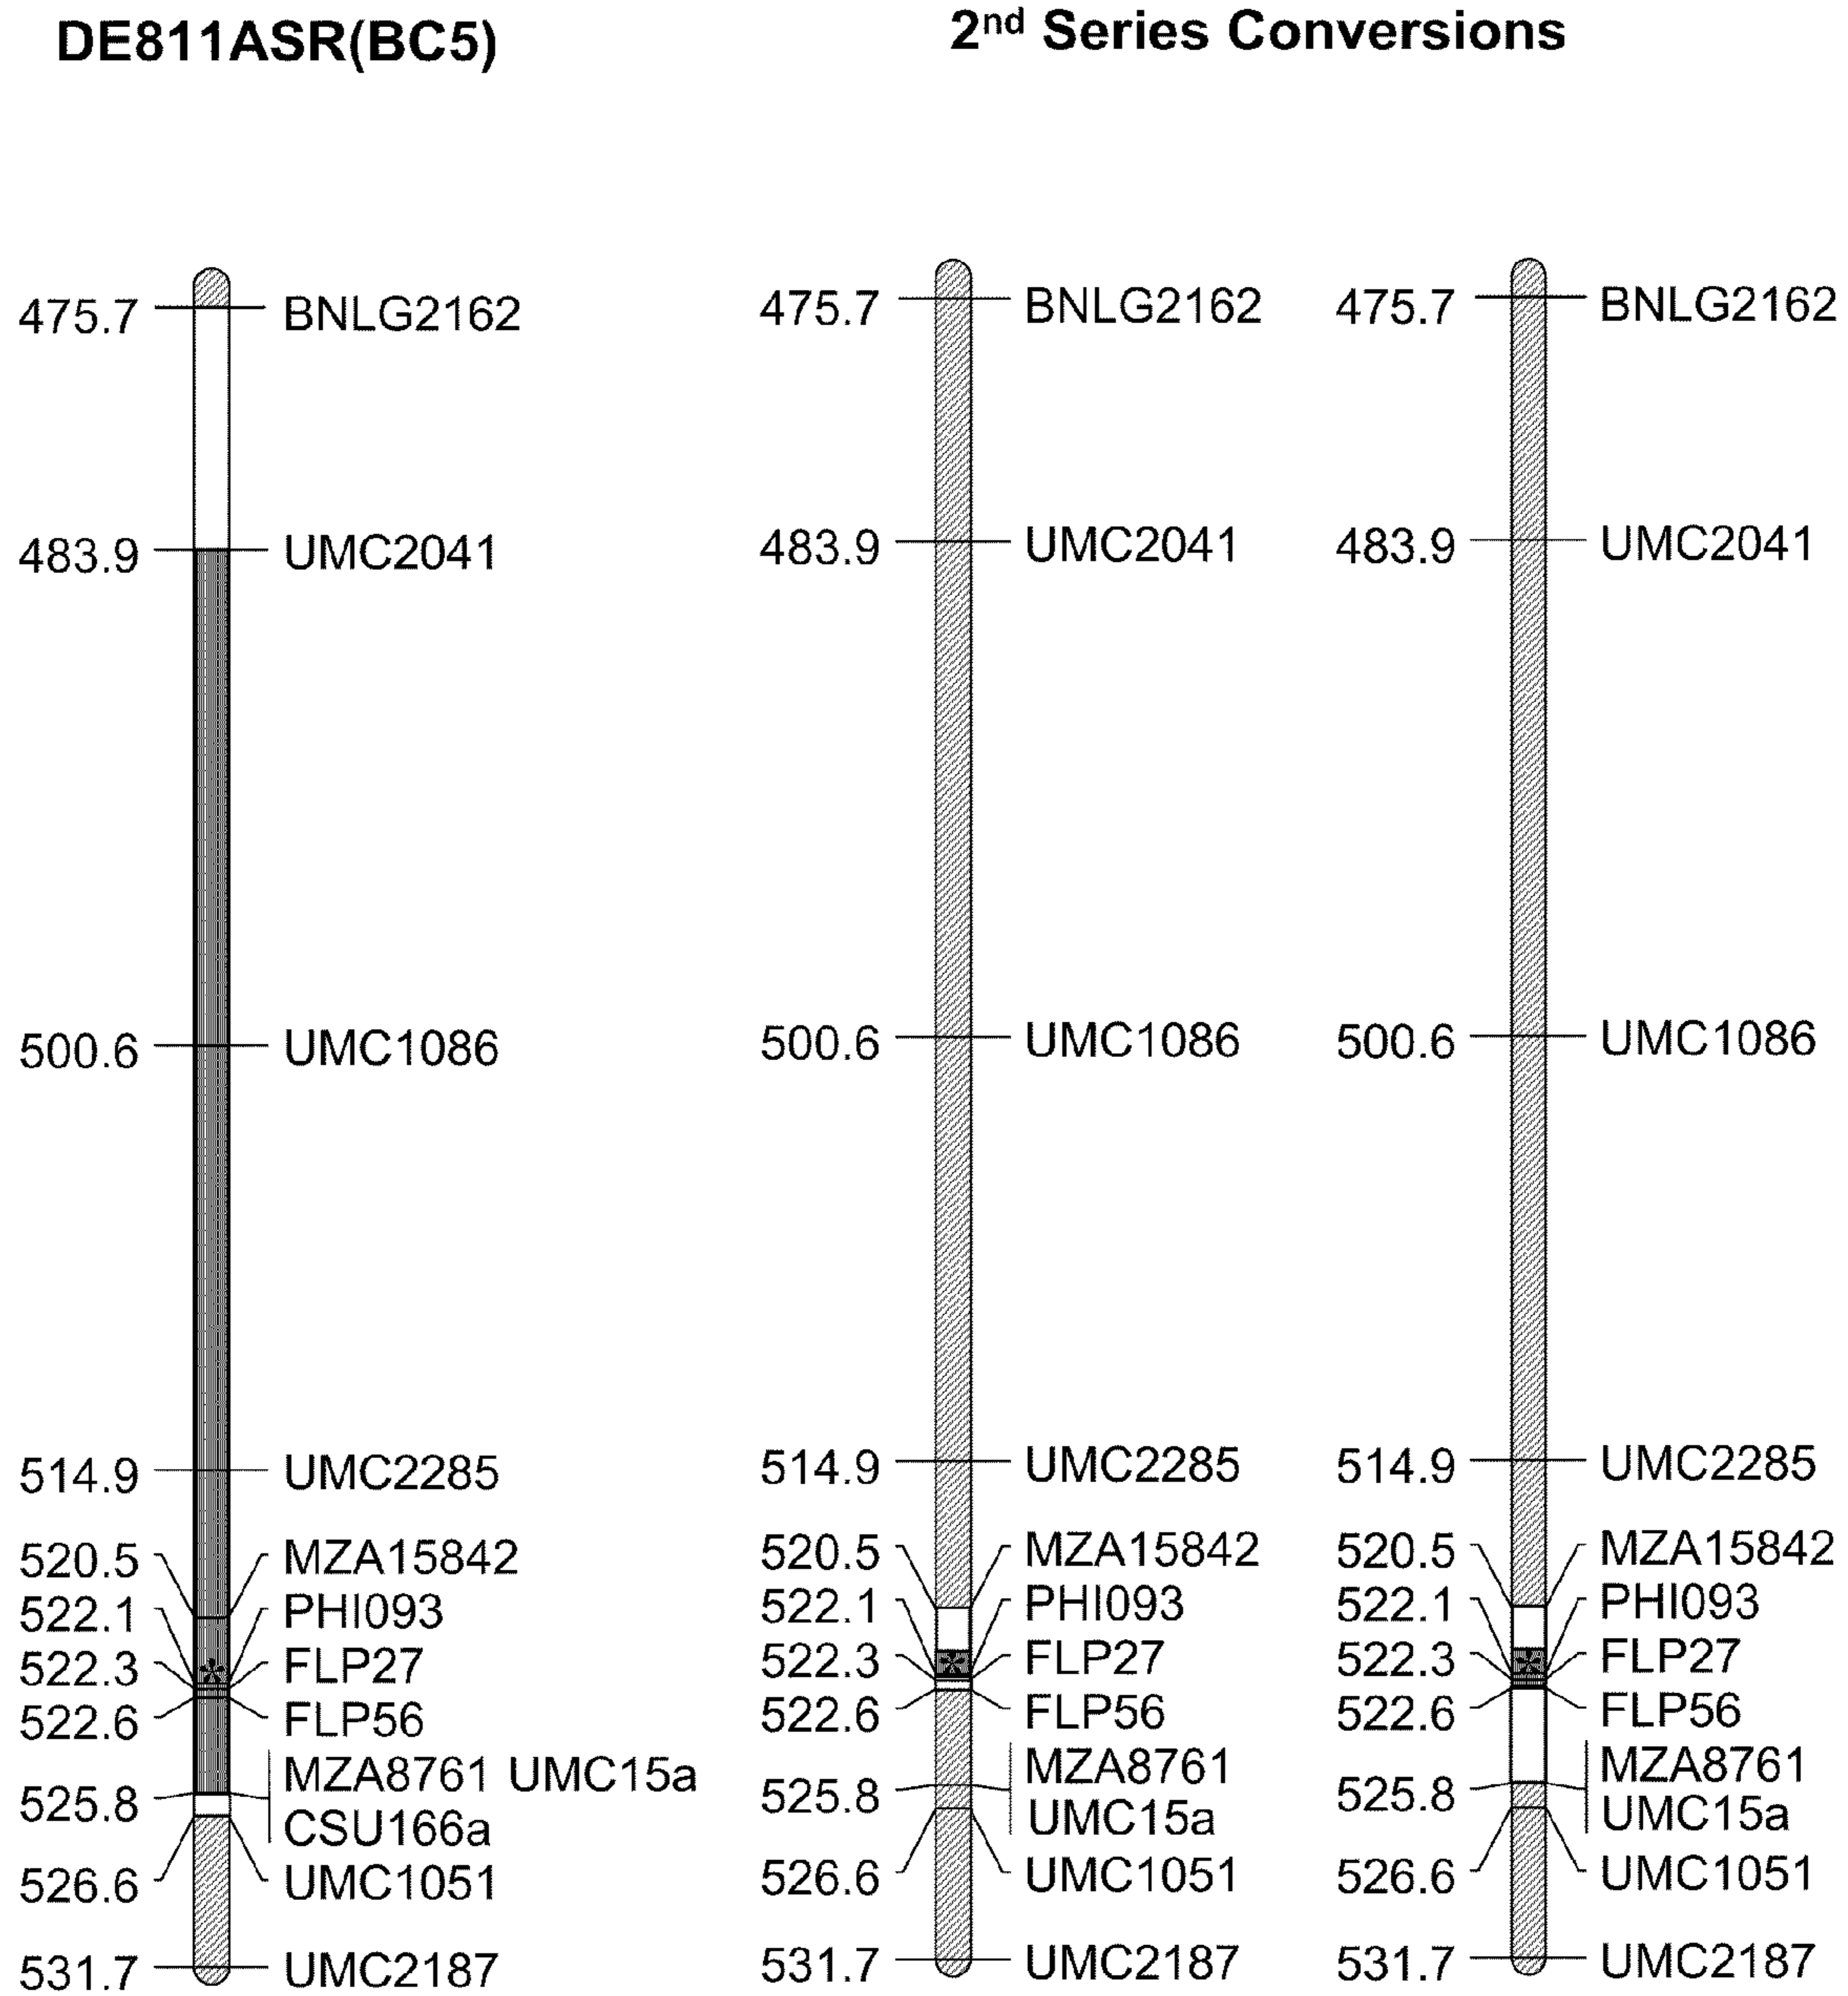 DE811ASR(BC5)
2nd Series Conversions
475.7 BNLG2162
483.9 UMC2041
500.6 UMC1086
514.9 UMC2285
520.5 MZA15842
522.1 PHI093
522.3 FLP27
522.6 FLP56
525.8 MZA8761 UMC15a
CSU166a
526.6 UMC1051
531.7 UMC2187
475.7 BNLG2162
483.9 UMC2041
500.6 UMC1086
514.9 UMC2285
520.5 MZA15842
522.1 PHI093
522.3 FLP27
522.6 FLP56
525.8 MZA8761
UMC15a
526.6 UMC1051
531.7 UMC2187
475.7 BNLG2162
483.9 UMC2041
500.6 UMC1086
514.9 UMC2285
520.5 MZA15842
522.1 PHI093
522.3 FLP27
522.6 FLP56
525.8 MZA8761
UMC15a
526.6 UMC1051
531.7 UMC2187